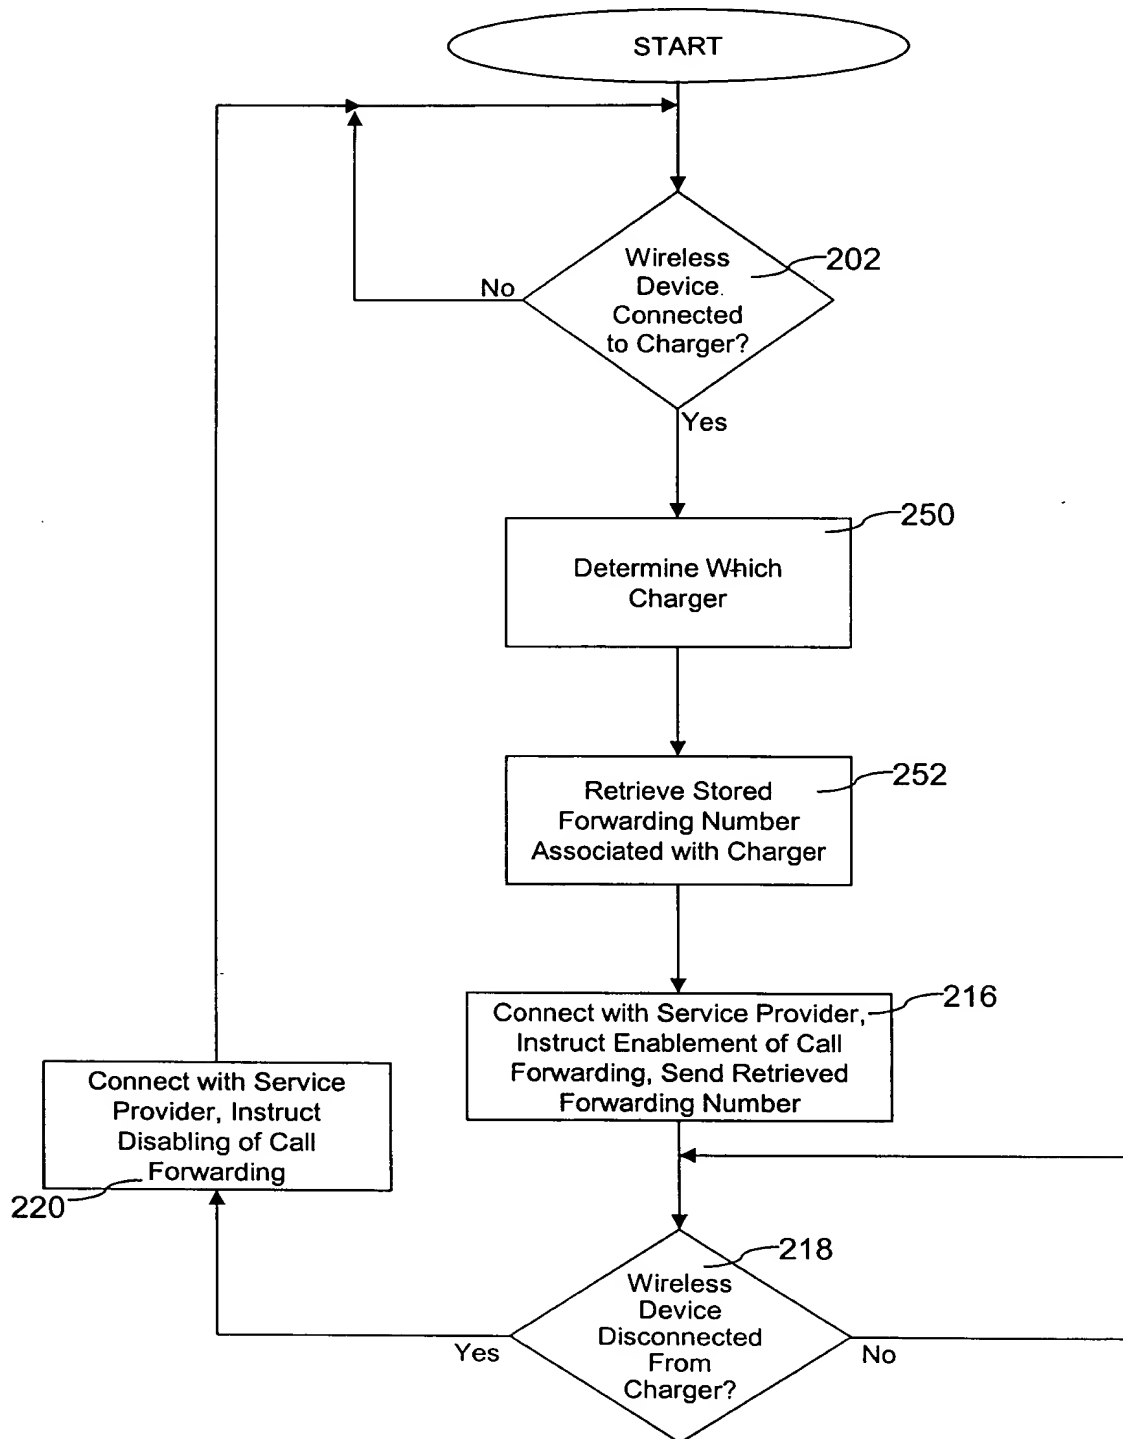 START
Wireless
Device.
Connected
to Charger?
202
No
Yes
250
Determine Which
Charger
252
Retrieve Stored
Forwarding Number
Associated with Charger
216
Connect with Service Provider,
Instruct Enablement of Call
Forwarding, Send Retrieved
Forwarding Number
Connect with Service
Provider, Instruct
Disabling of Call
Forwarding
220
218
Wireless
Device
Disconnected
From
Charger?
Yes
No